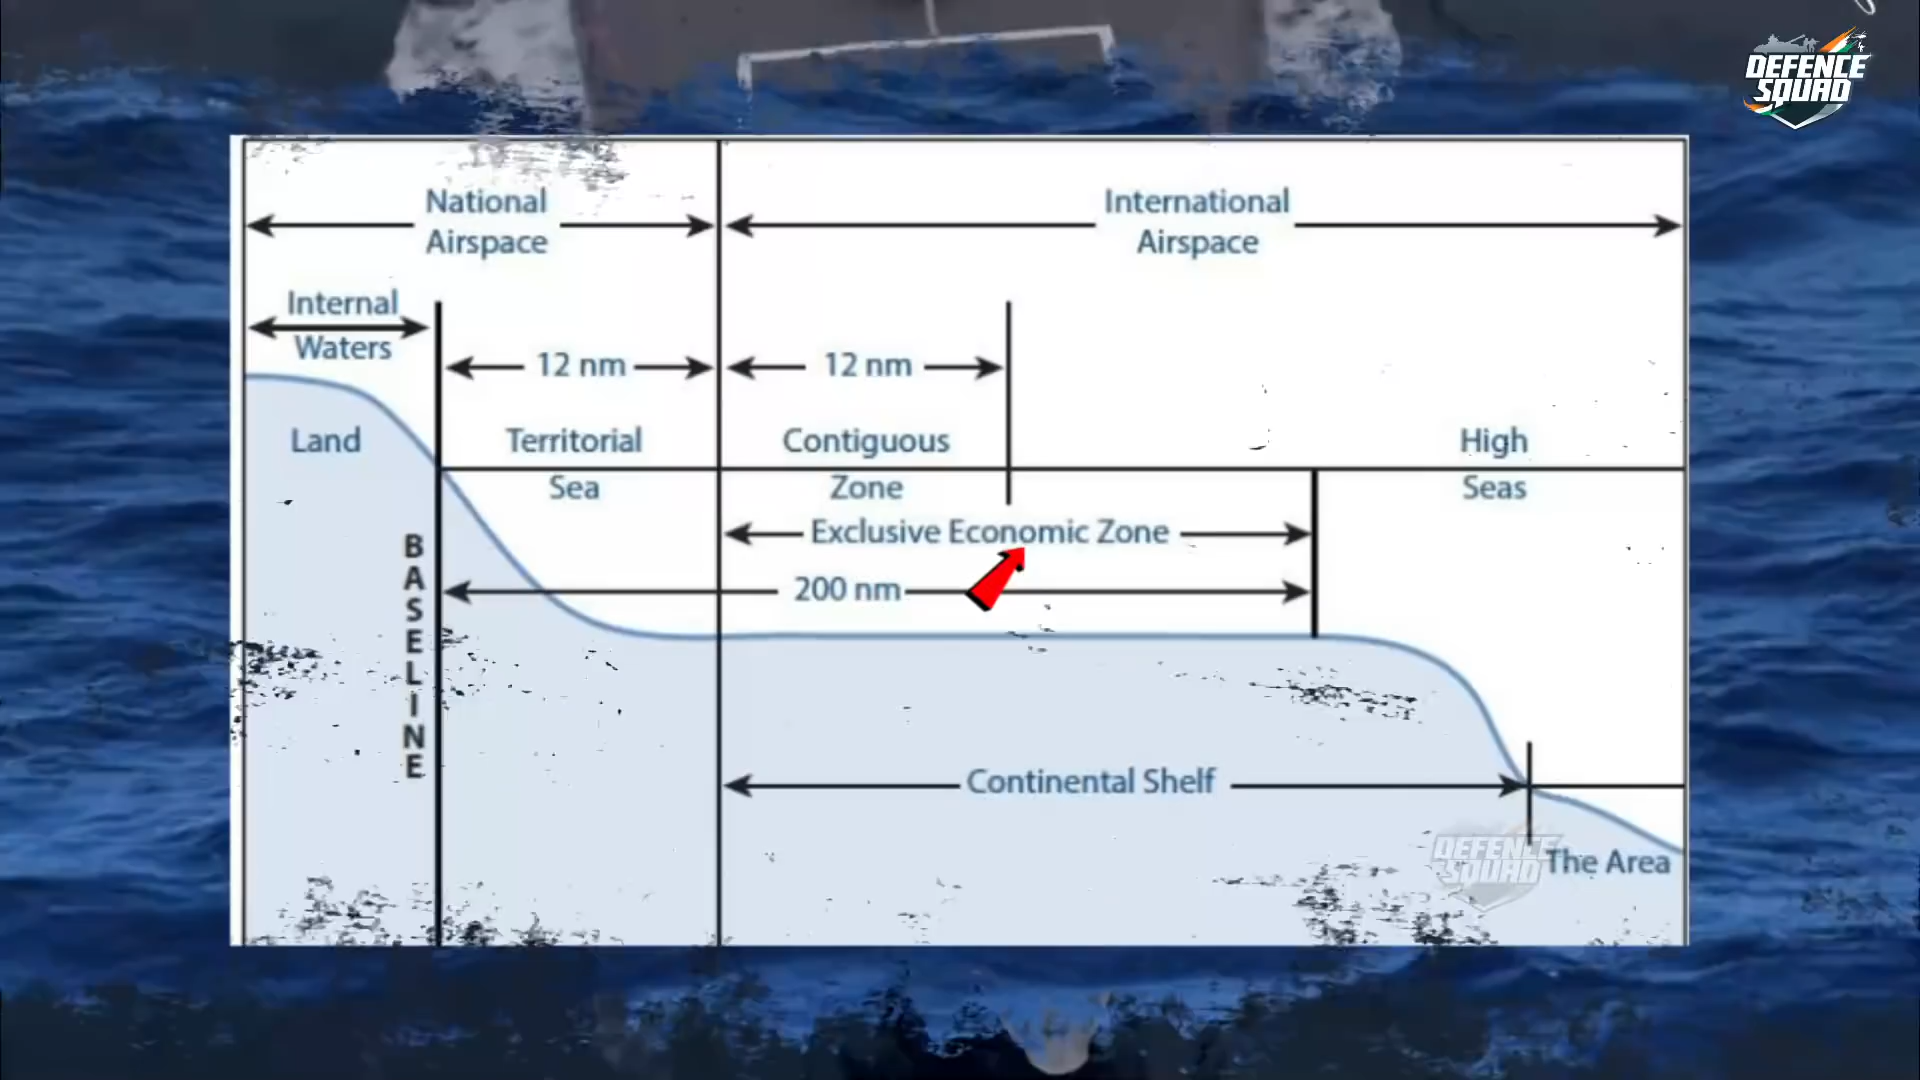 DEFENCE
SQUAD
National
Airspace
International
Airspace
Internal
Waters
12 nm
12 nm
Land
Territorial
Sea
Contiguous
Zone
High
Seas
Exclusive Economic Zone
200 nm
BASELINE
Continental Shelf
DEFENCE
SQUAD
The Area